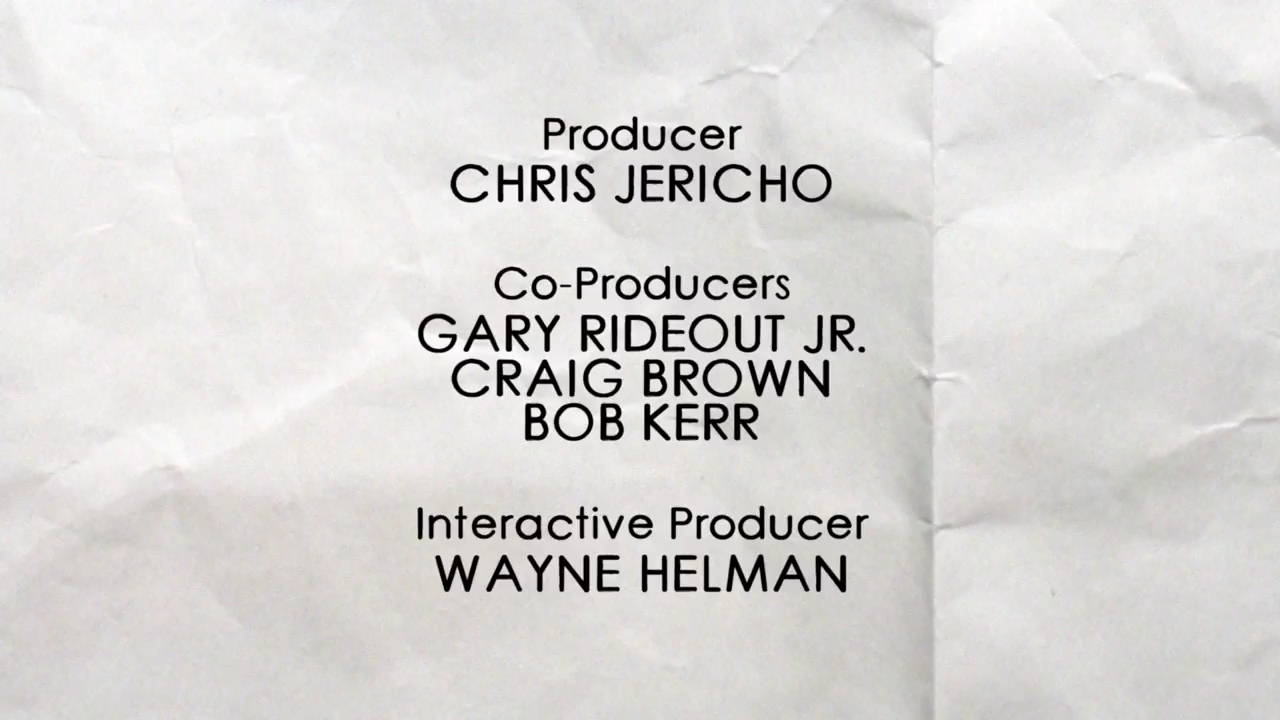 Producer
CHRIS JERICHO
Co-Producers
GARY RIDEOUT JR.
CRAIG BROWN
BOB KERR
Interactive Producer
WAYNE HELMAN